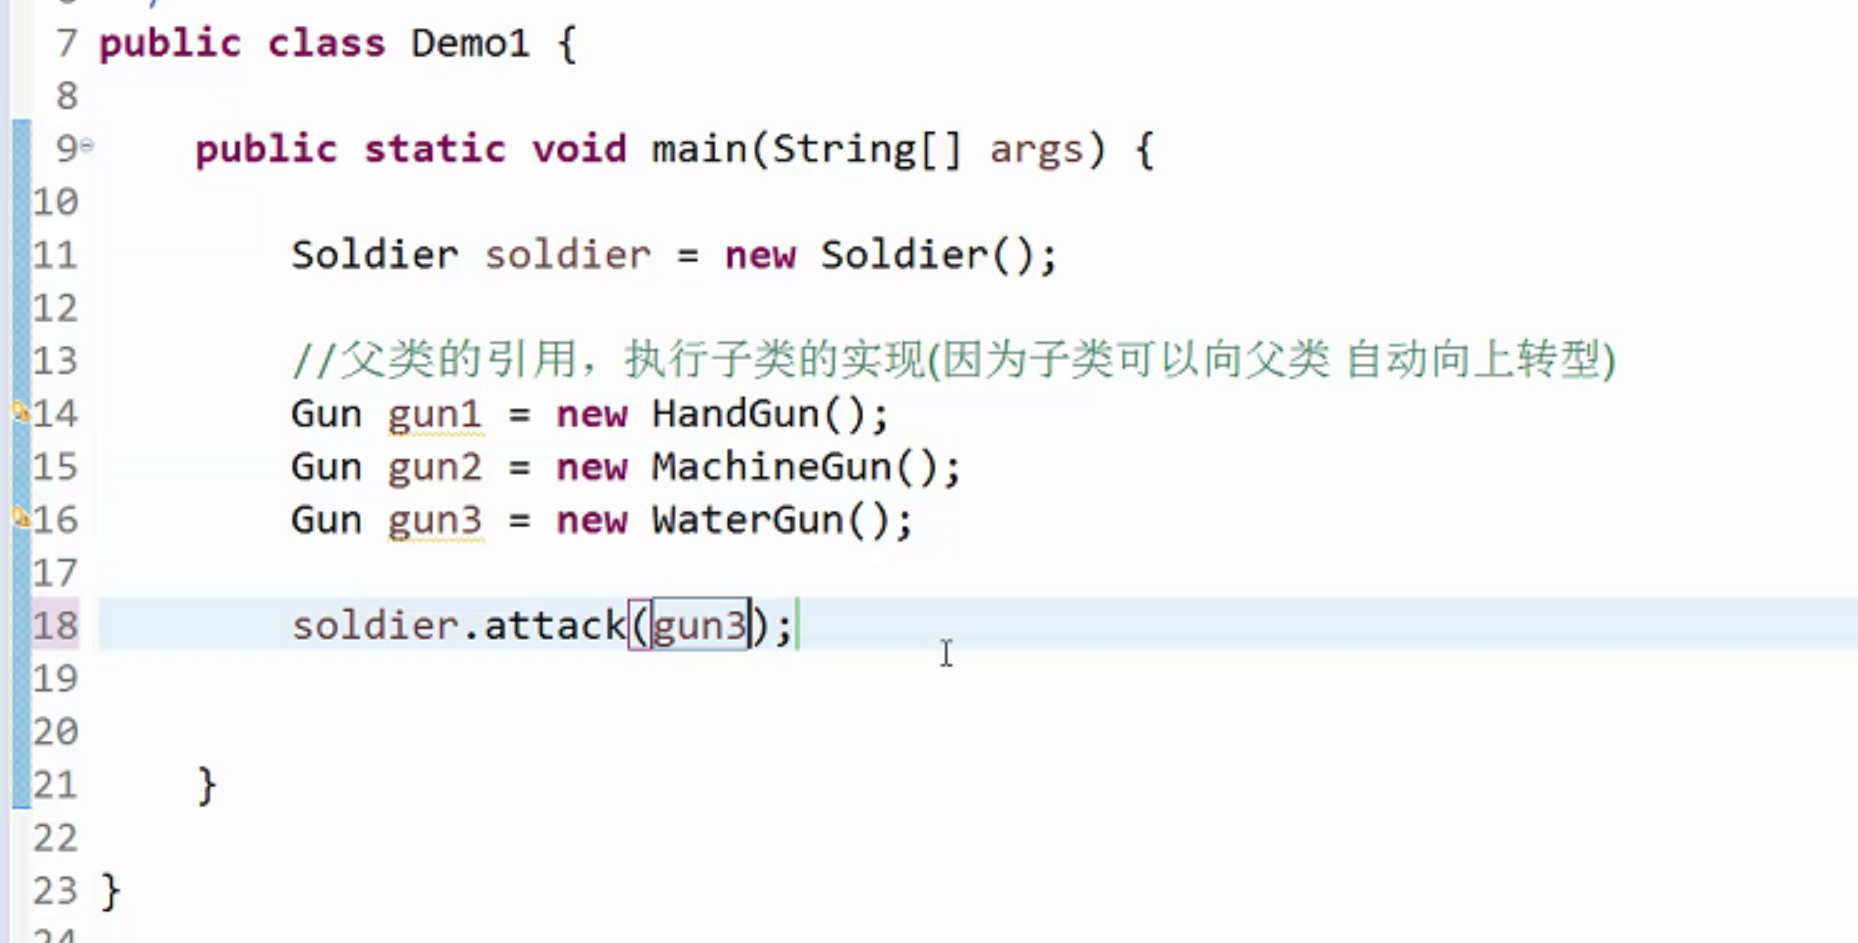 7 public class Demo1 {
8
9 public static void main(String[] args) {
10
11 Soldier soldier = new Soldier();
12
13 //父类的引用，执行子类的实现(因为子类可以向父类 自动向上转型)
14 Gun gun1 = new HandGun();
15 Gun gun2 = new MachineGun();
16 Gun gun3 = new WaterGun();
17
18 soldier.attack(gun3);
19
20
21 }
22
23 }
24